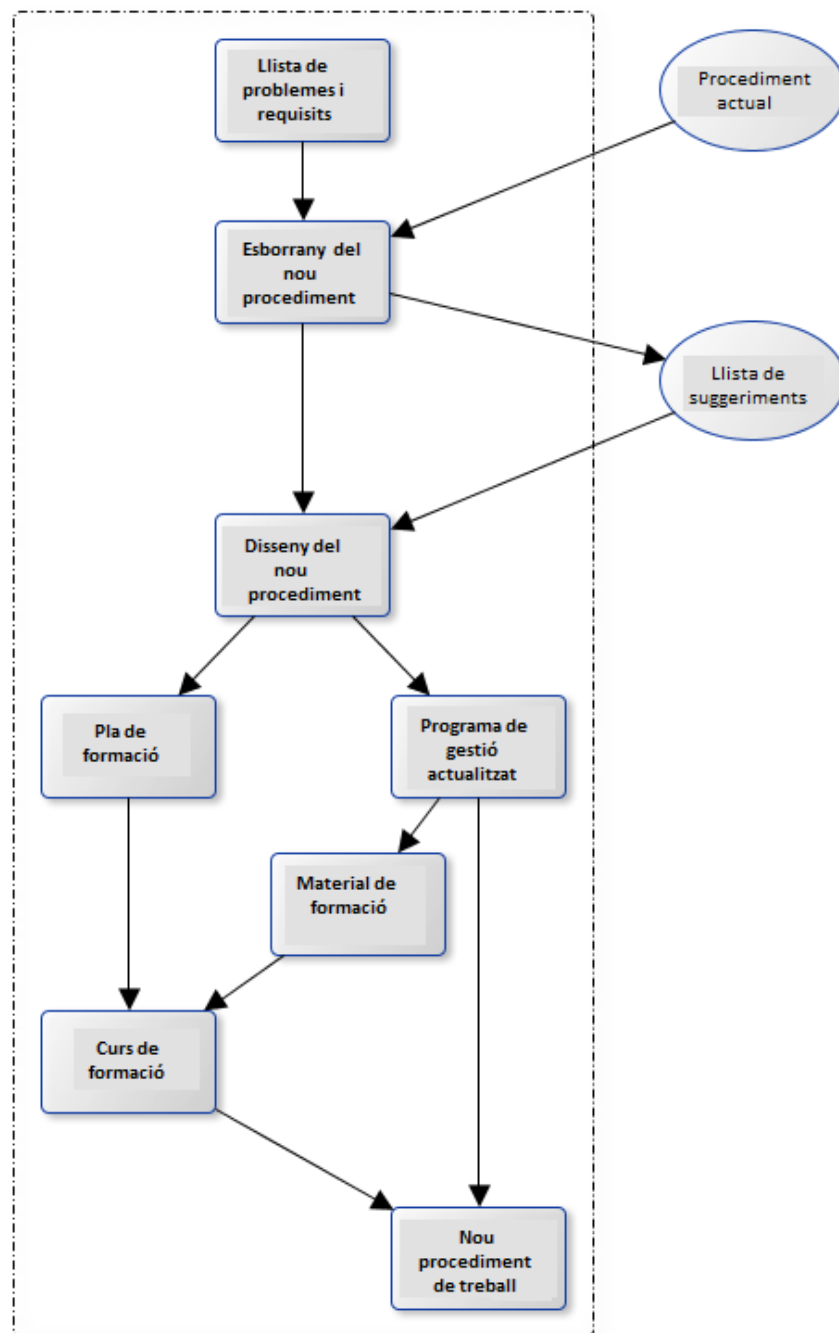 Llista de
problemes i
requisits
Procediment
actual
Esborrany del
nou
procediment
Llista de
suggeriments
Disseny del
nou
procediment
Pla de
formació
Programa de
gestió
actualitzat
Material de
formació
Curs de
formació
Nou
procediment
de treball